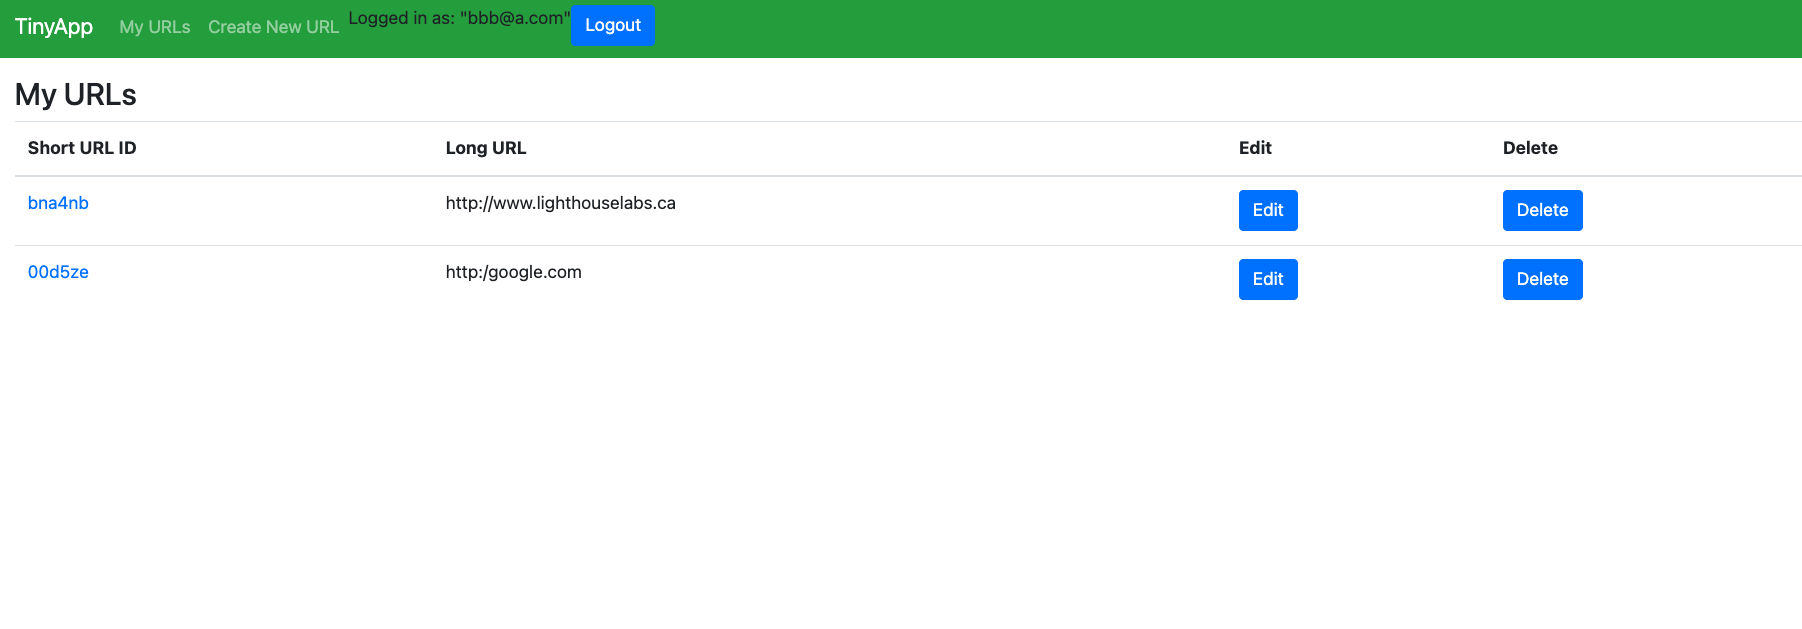 TinyApp My URLs Create New URL Logged in as: "bbb@a.com" Logout
My URLs
Short URL ID Long URL Edit Delete
bna4nb http://www.lighthouselabs.ca Edit Delete
00d5ze http:/google.com Edit Delete